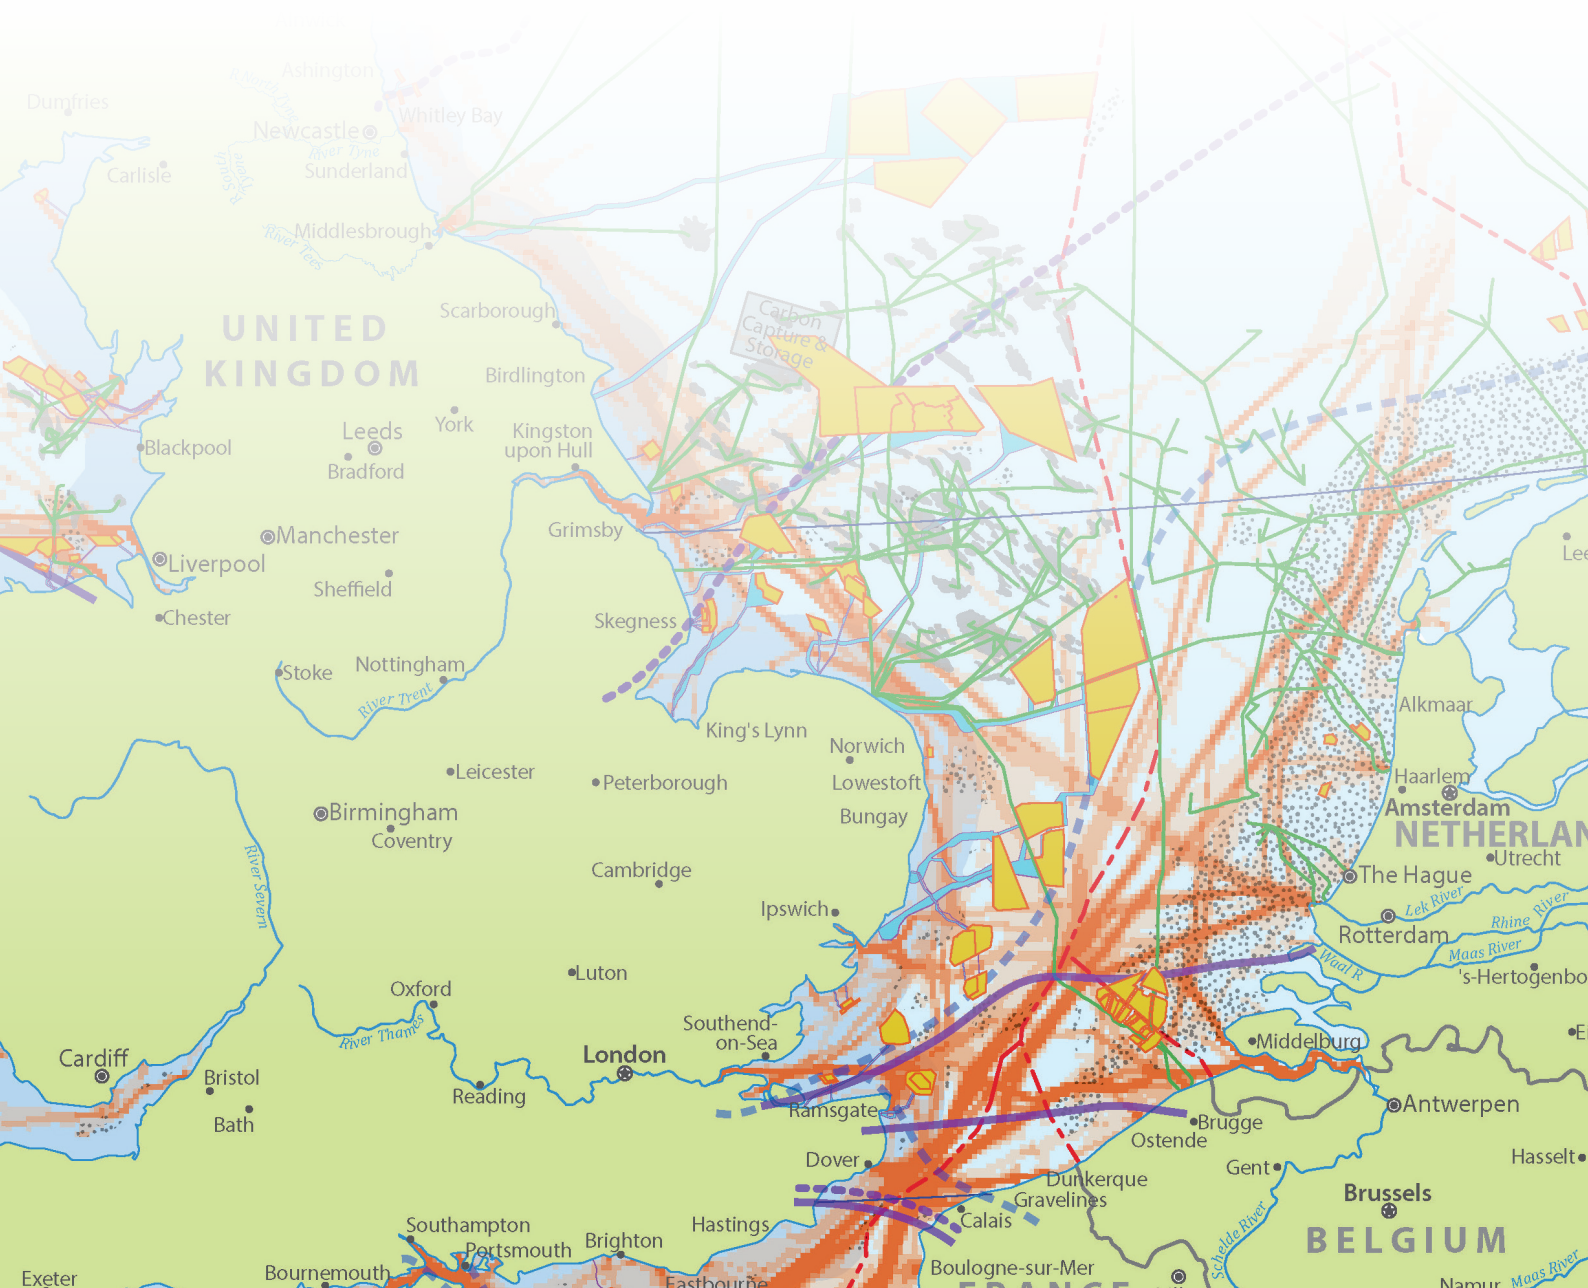 Ashington
Dumfries
Whitley Bay
Newcastle
River Tyne
Sunderland
Carlisle
Middlesbrough
River Tees
Scarborough
UNITED
KINGDOM
Carbon
Capture &
Storage
Birdlington
York
Leeds
Kingston
upon Hull
Blackpool
Bradford
Grimsby
Manchester
Liverpool
Sheffield
Chester
Skegness
Stoke
Nottingham
River Trent
King's Lynn
Alkmaar
Norwich
Leicester
Peterborough
Lowestoft
Haarlem
Amsterdam
Birmingham
Bungay
NETHERLAN
Coventry
River Severn
Utrecht
Cambridge
The Hague
Lek River
Ipswich
Rhine River
Rotterdam
Maas River
Waal R
Luton
's-Hertogenbo
Oxford
River Thames
Southend-
on-Sea
Middelburg
London
Cardiff
Bristol
Reading
Ramsgate
Antwerpen
Bath
Brugge
Ostende
Dover
Gent
Hasselt
Dunkerque
Gravelines
Brussels
Calais
Southampton
Hastings
Schelde River
Brighton
BELGIUM
Portsmouth
Bournemouth
Boulogne-sur-Mer
Exeter
Eastbourne
FRANCE
Namur
Maas River